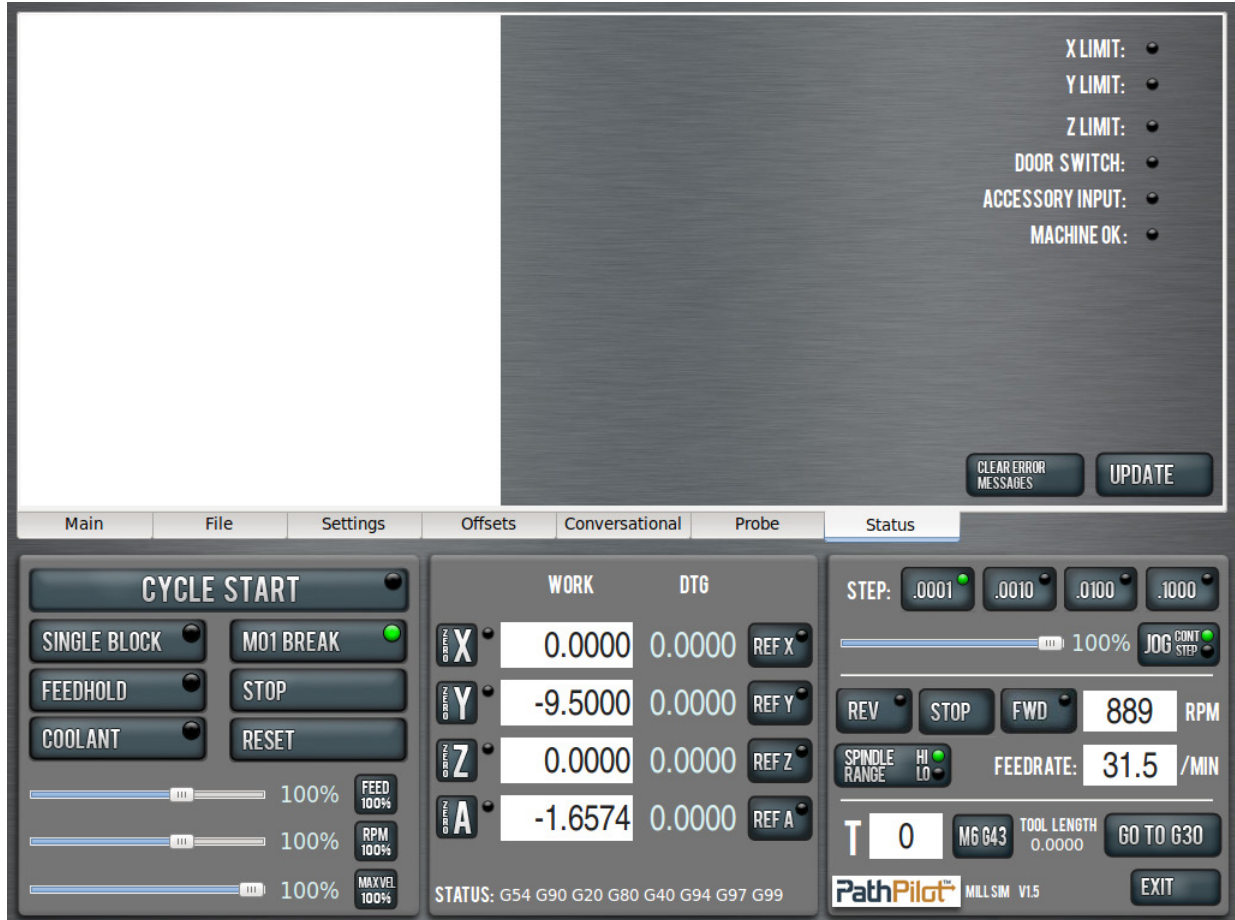 X LIMIT:
Y LIMIT:
Z LIMIT:
DOOR SWITCH:
ACCESSORY INPUT:
MACHINE OK:
CLEAR ERROR
MESSAGES
UPDATE
Main File Settings Offsets Conversational Probe Status
CYCLE START
SINGLE BLOCK M01 BREAK
FEEDHOLD STOP
COOLANT RESET
100% FEED 100%
100% RPM 100%
100% MAXVEL 100%
WORK DTG
ZERO X 0.0000 0.0000 REF X
ZERO Y -9.5000 0.0000 REF Y
ZERO Z 0.0000 0.0000 REF Z
ZERO A -1.6574 0.0000 REF A
STATUS: G54 G90 G20 G80 G40 G94 G97 G99
STEP: .0001 .0010 .0100 .1000
100% JOG CONT STEP
REV STOP FWD 889 RPM
SPINDLE RANGE HI LO FEEDRATE: 31.5 /MIN
T 0 M6 G43 TOOL LENGTH 0.0000 GO TO G30
PathPilot™ MILL SIM V1.5 EXIT